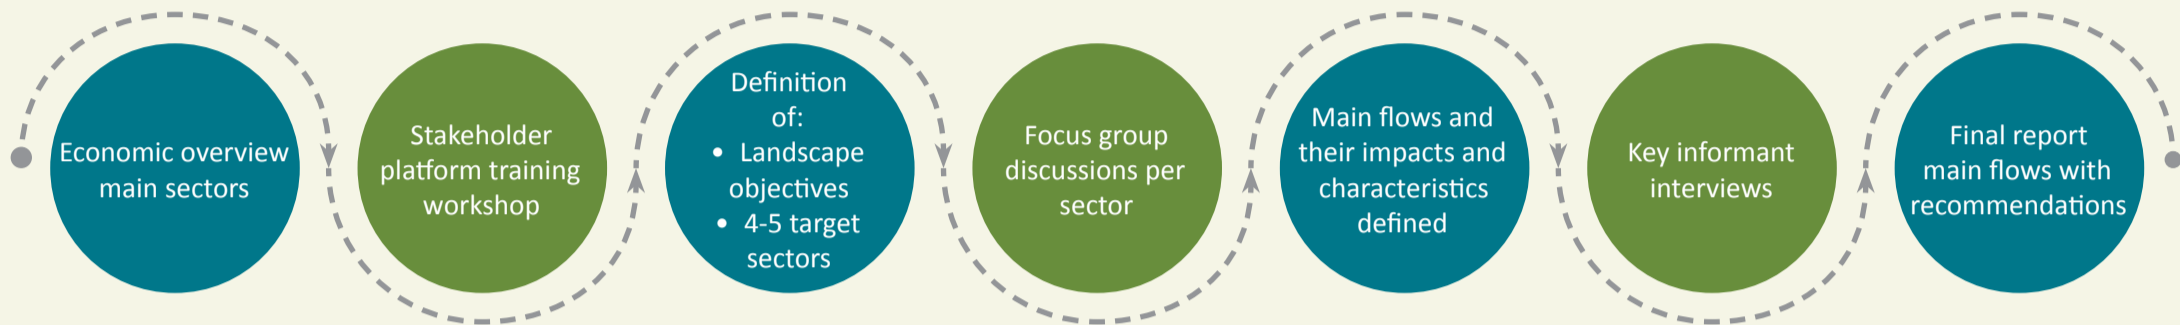 Economic overview
main sectors
Stakeholder
platform training
workshop
Definition
of:
• Landscape
objectives
• 4-5 target
sectors
Focus group
discussions per
sector
Main flows and
their impacts and
characteristics
defined
Key informant
interviews
Final report
main flows with
recommendations